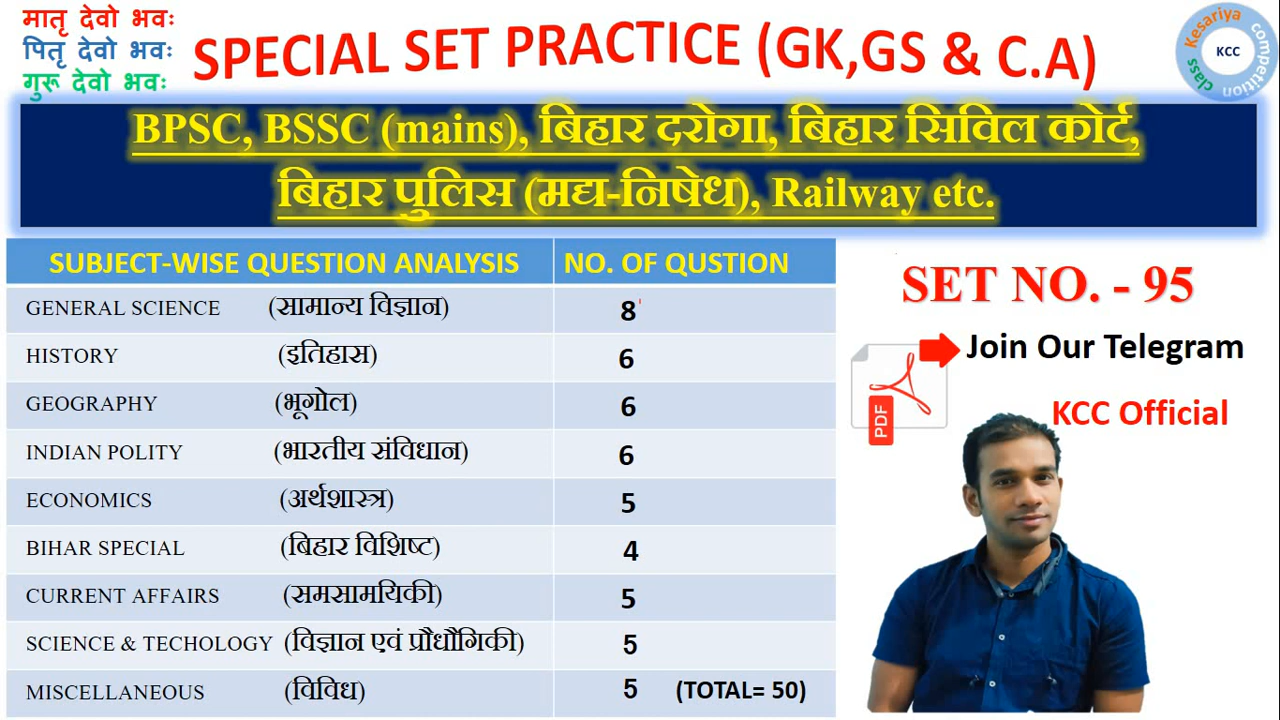 मातृ देवो भवः
पितृ देवो भवः
गुरू देवो भवः
SPECIAL SET PRACTICE (GK,GS & C.A)
Kesariya competition class
KCC
BPSC, BSSC (mains), बिहार दरोगा, बिहार सिविल कोर्ट,
बिहार पुलिस (मद्य-निषेध), Railway etc.
SUBJECT-WISE QUESTION ANALYSIS NO. OF QUSTION
GENERAL SCIENCE (सामान्य विज्ञान) 8
HISTORY (इतिहास) 6
GEOGRAPHY (भूगोल) 6
INDIAN POLITY (भारतीय संविधान) 6
ECONOMICS (अर्थशास्त्र) 5
BIHAR SPECIAL (बिहार विशिष्ट) 4
CURRENT AFFAIRS (समसामयिकी) 5
SCIENCE & TECHOLOGY (विज्ञान एवं प्रौधौगिकी) 5
MISCELLANEOUS (विविध) 5 (TOTAL= 50)
SET NO. - 95
Join Our Telegram
PDF
KCC Official